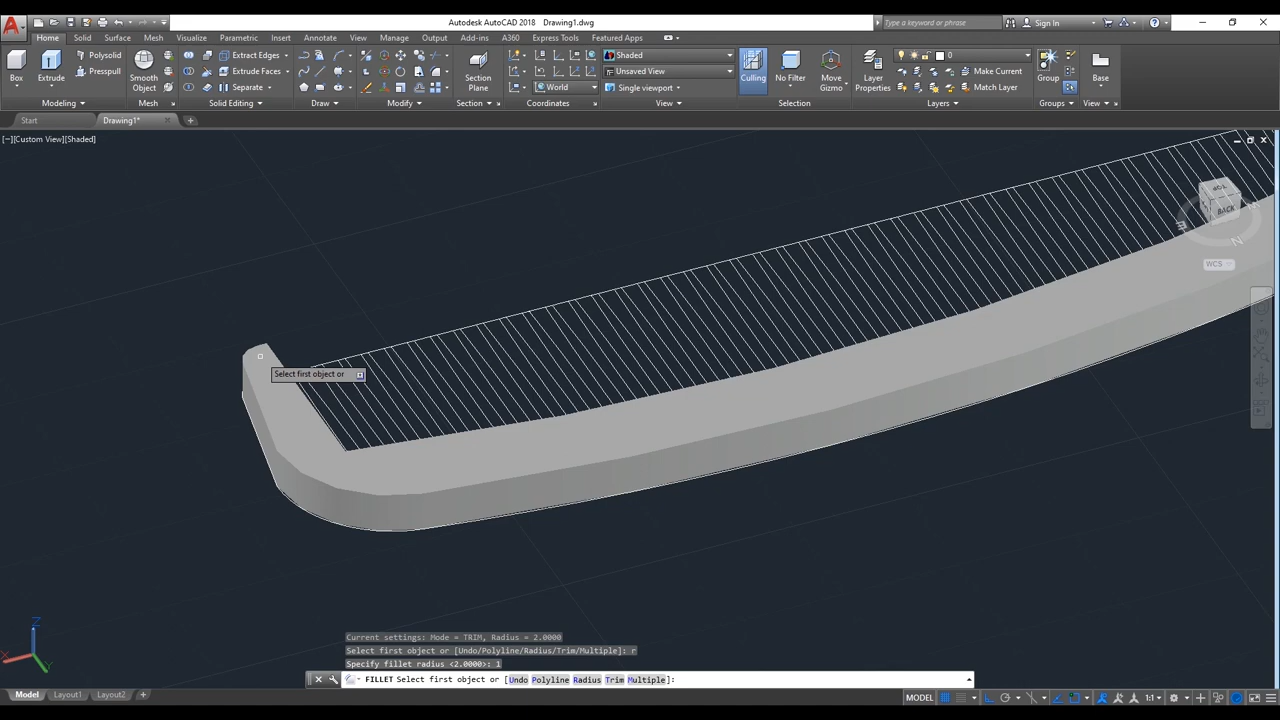 Autodesk AutoCAD 2018 Drawing1.dwg
Type a keyword or phrase
Sign In
Home Solid Surface Mesh Visualize Parametric Insert Annotate View Manage Output Add-ins A360 Express Tools Featured Apps
Box
Extrude
Polysolid
Presspull
Modeling
Smooth Object
Mesh
Extract Edges
Extrude Faces
Separate
Solid Editing
Draw
Modify
Section Plane
Section
World
Coordinates
Shaded
Unsaved View
Single viewport
View
Culling
No Filter
Move Gizmo
Selection
Layer Properties
0
Make Current
Match Layer
Layers
Group
Groups
Base
View
Start Drawing1*
[−][Custom View][Shaded]
BACK
E
N
WCS
Select first object or
Z
X
Y
Current settings: Mode = TRIM, Radius = 2.0000
Select first object or [Undo/Polyline/Radius/Trim/Multiple]: r
Specify fillet radius <2.0000>: 1
FILLET Select first object or [Undo Polyline Radius Trim Multiple]:
Model Layout1 Layout2
MODEL
1:1